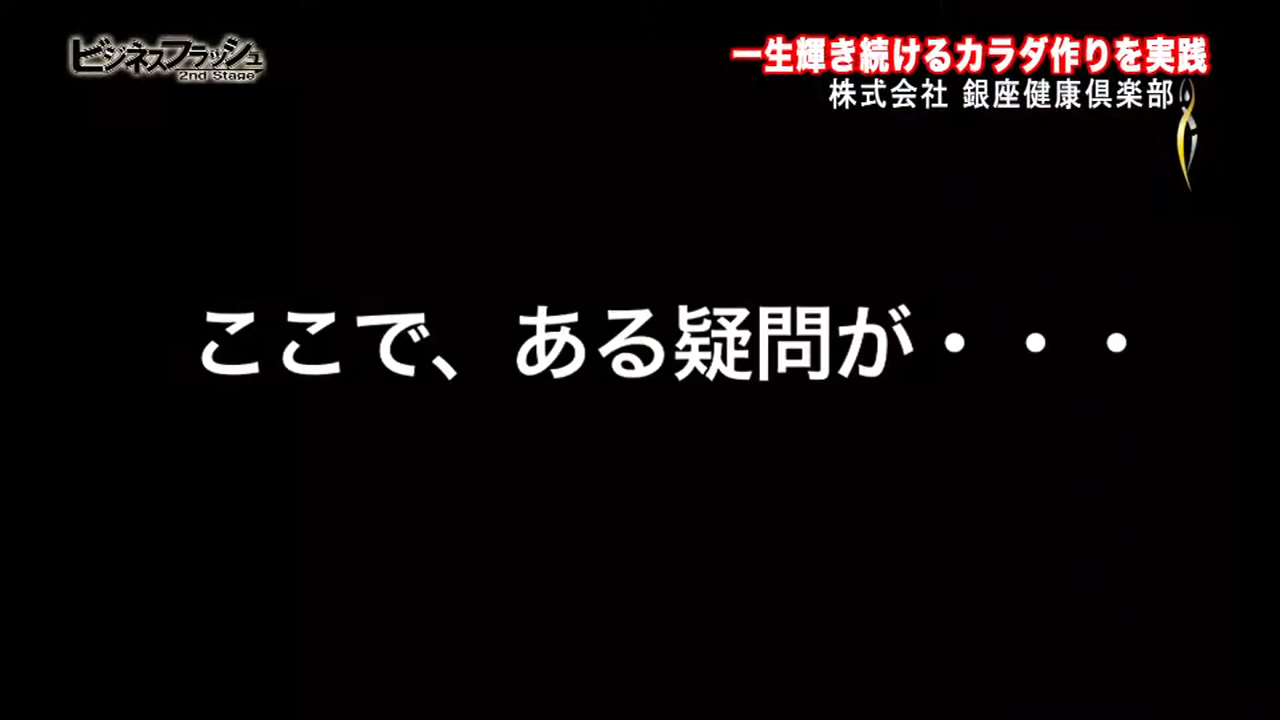 ビジネスフラッシュ
2nd Stage
一生輝き続けるカラダ作りを実践
株式会社 銀座健康倶楽部
ここで、ある疑問が・・・